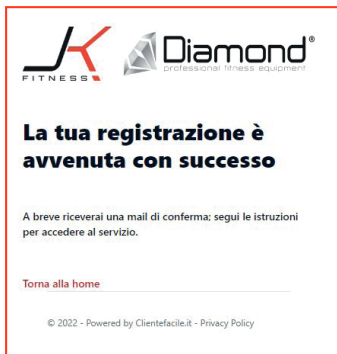 JK
FITNESS
Diamond®
professional fitness equipment
La tua registrazione è
avvenuta con successo
A breve riceverai una mail di conferma; segui le istruzioni
per accedere al servizio.
Torna alla home
© 2022 - Powered by Clientefacile.it - Privacy Policy